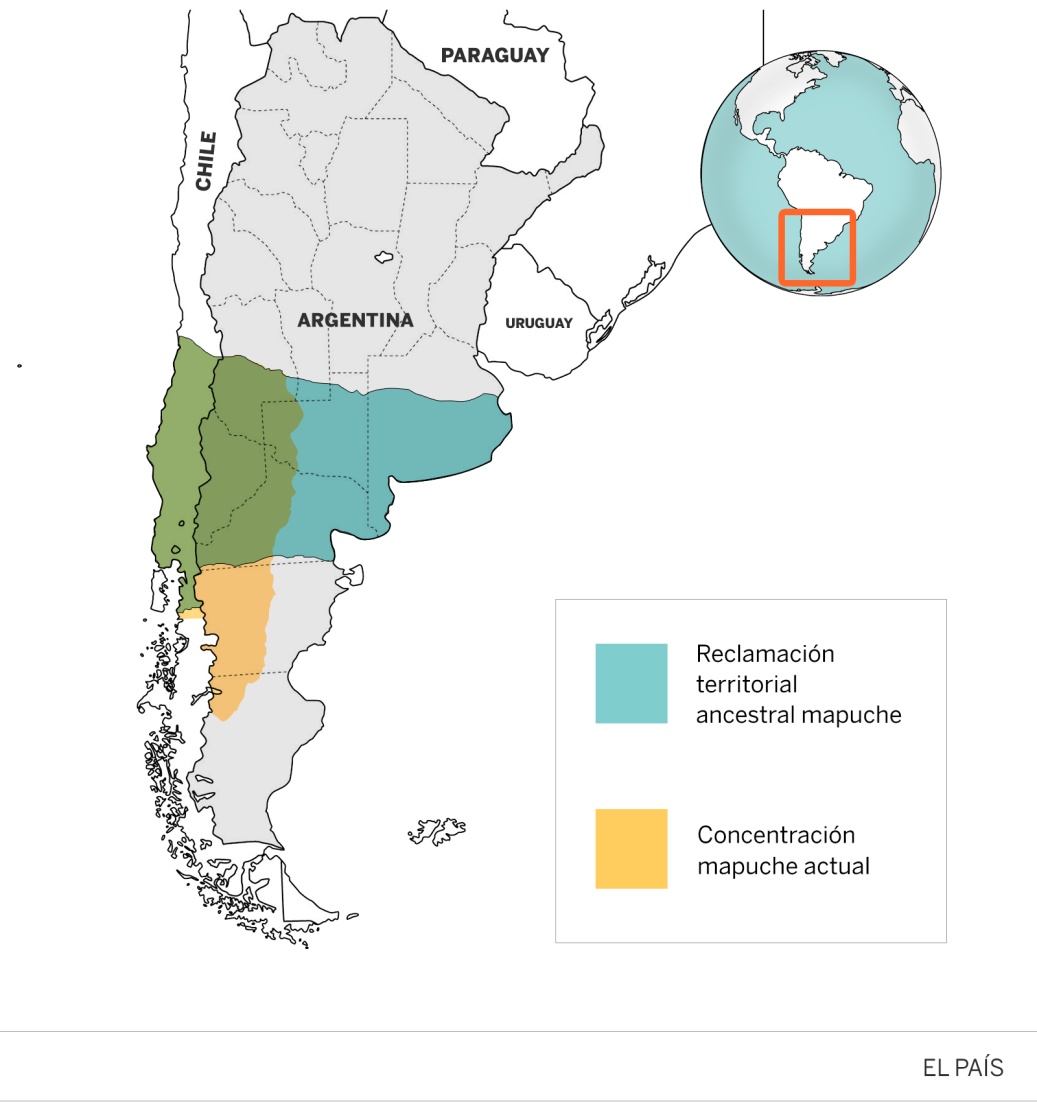 PARAGUAY
CHILE
ARGENTINA
URUGUAY
Reclamación
territorial
ancestral mapuche
Concentración
mapuche actual
EL PAÍS